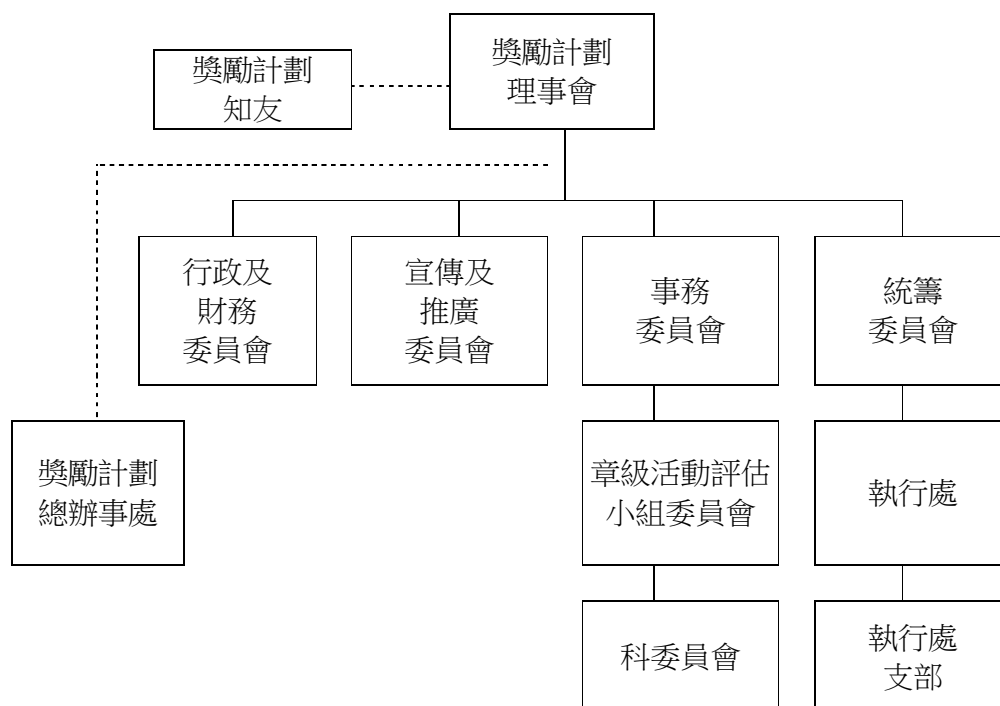 獎勵計劃
理事會
獎勵計劃
知友
行政及
財務
委員會
宣傳及
推廣
委員會
事務
委員會
統籌
委員會
獎勵計劃
總辦事處
章級活動評估
小組委員會
執行處
科委員會
執行處
支部